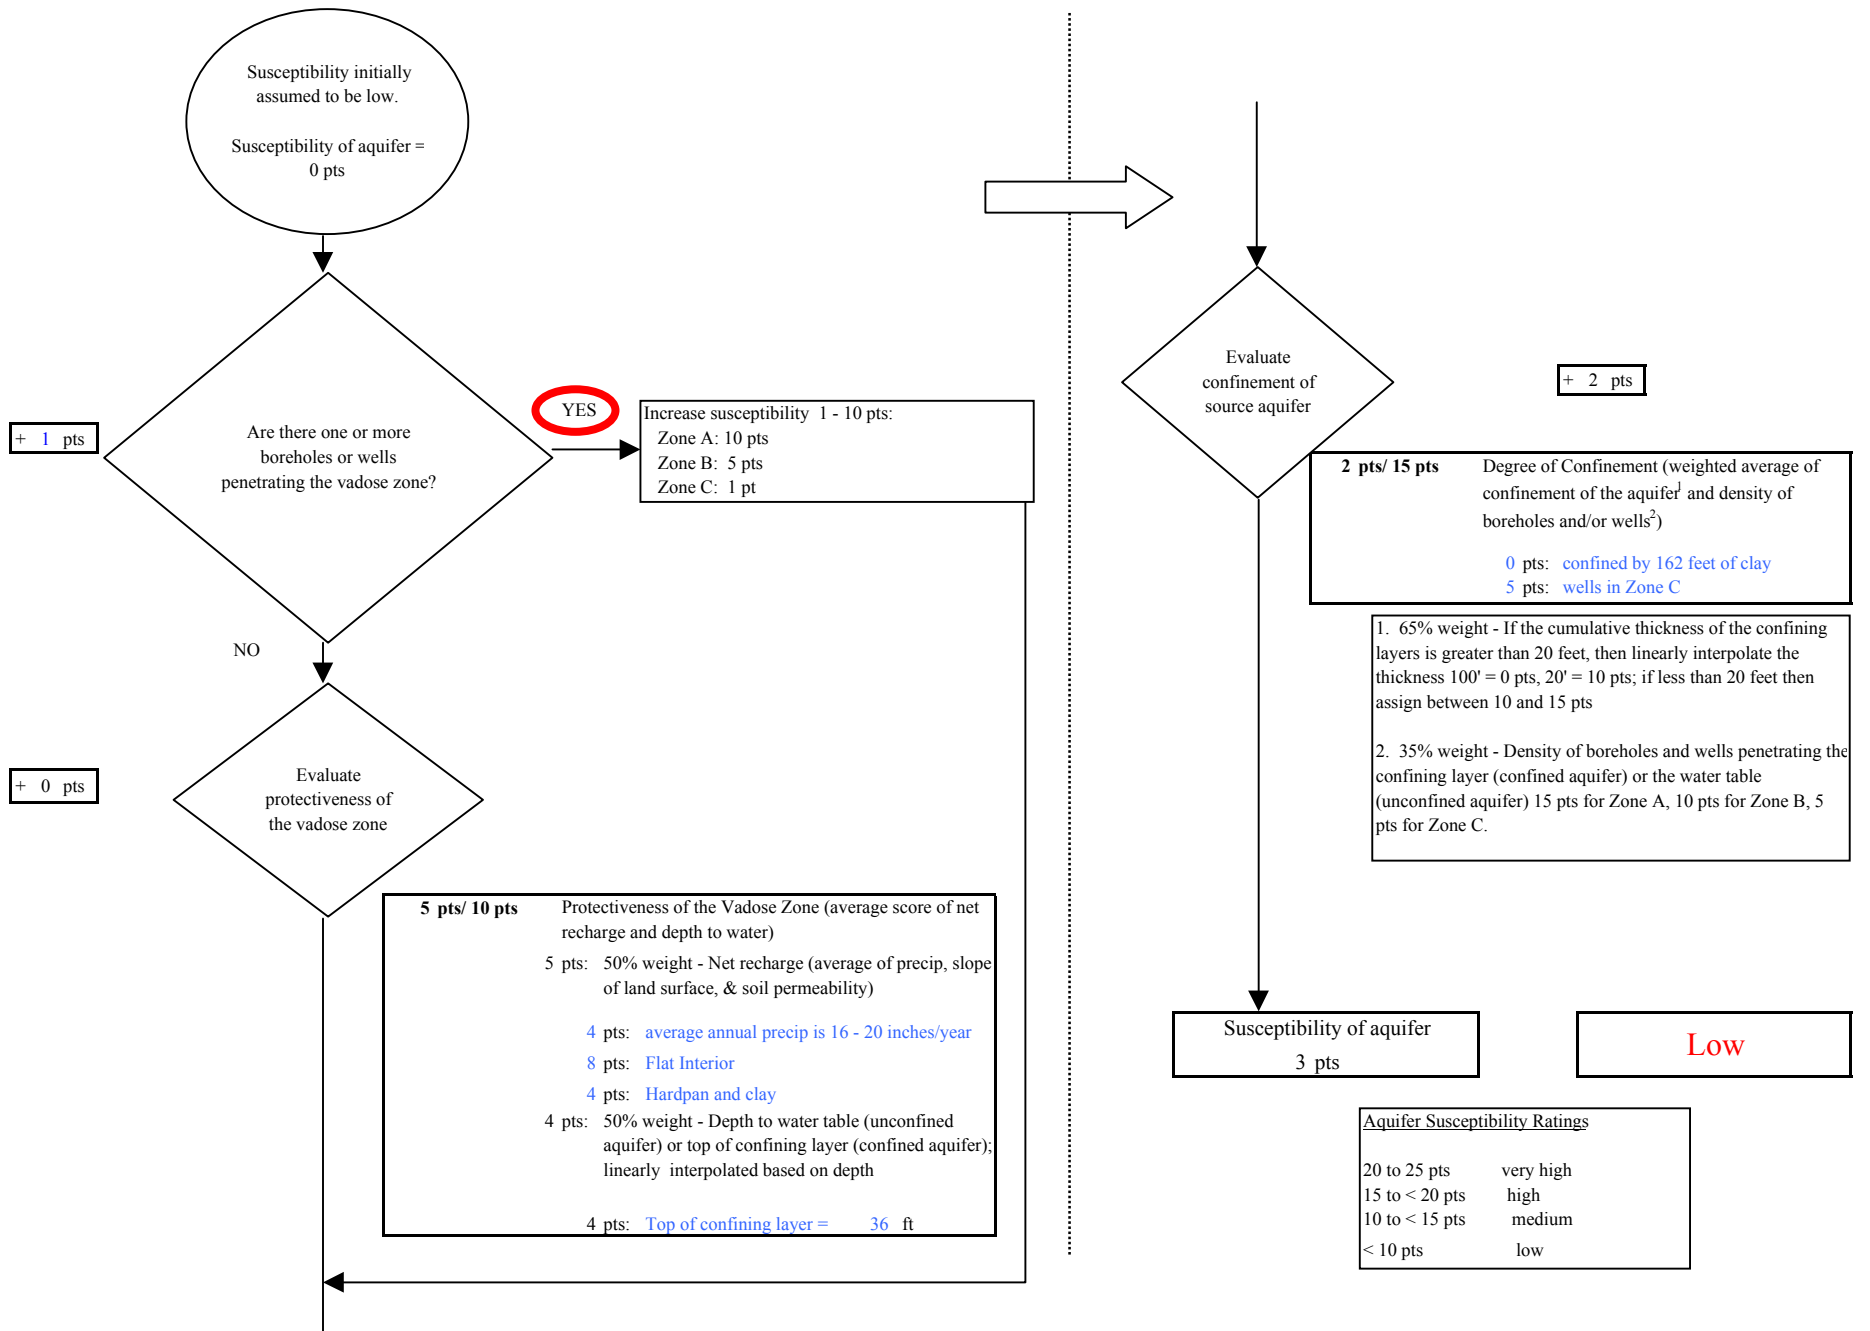 Susceptibility initially
assumed to be low.
Susceptibility of aquifer =
0 pts
+ 1 pts
Are there one or more
boreholes or wells
penetrating the vadose zone?
YES
Increase susceptibility 1 - 10 pts:
Zone A: 10 pts
Zone B: 5 pts
Zone C: 1 pt
NO
+ 0 pts
Evaluate
protectiveness of
the vadose zone
5 pts/ 10 pts Protectiveness of the Vadose Zone (average score of net
recharge and depth to water)
5 pts: 50% weight - Net recharge (average of precip, slope
of land surface, & soil permeability)
4 pts: average annual precip is 16 - 20 inches/year
8 pts: Flat Interior
4 pts: Hardpan and clay
4 pts: 50% weight - Depth to water table (unconfined
aquifer) or top of confining layer (confined aquifer);
linearly interpolated based on depth
4 pts: Top of confining layer = 36 ft
Evaluate
confinement of
source aquifer
+ 2 pts
2 pts/ 15 pts Degree of Confinement (weighted average of
confinement of the aquifer1 and density of
boreholes and/or wells2)
0 pts: confined by 162 feet of clay
5 pts: wells in Zone C
1. 65% weight - If the cumulative thickness of the confining
layers is greater than 20 feet, then linearly interpolate the
thickness 100' = 0 pts, 20' = 10 pts; if less than 20 feet then
assign between 10 and 15 pts
2. 35% weight - Density of boreholes and wells penetrating the
confining layer (confined aquifer) or the water table
(unconfined aquifer) 15 pts for Zone A, 10 pts for Zone B, 5
pts for Zone C.
Susceptibility of aquifer
3 pts
Low
Aquifer Susceptibility Ratings
20 to 25 pts very high
15 to < 20 pts high
10 to < 15 pts medium
< 10 pts low